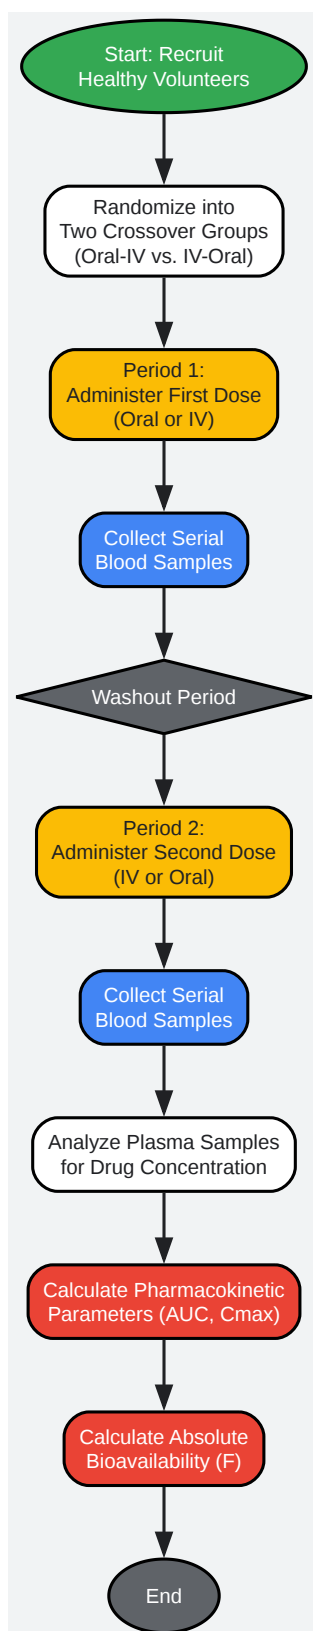 Start: Recruit
Healthy Volunteers
Randomize into
Two Crossover Groups
(Oral-IV vs. IV-Oral)
Period 1:
Administer First Dose
(Oral or IV)
Collect Serial
Blood Samples
Washout Period
Period 2:
Administer Second Dose
(IV or Oral)
Collect Serial
Blood Samples
Analyze Plasma Samples
for Drug Concentration
Calculate Pharmacokinetic
Parameters (AUC, Cmax)
Calculate Absolute
Bioavailability (F)
End